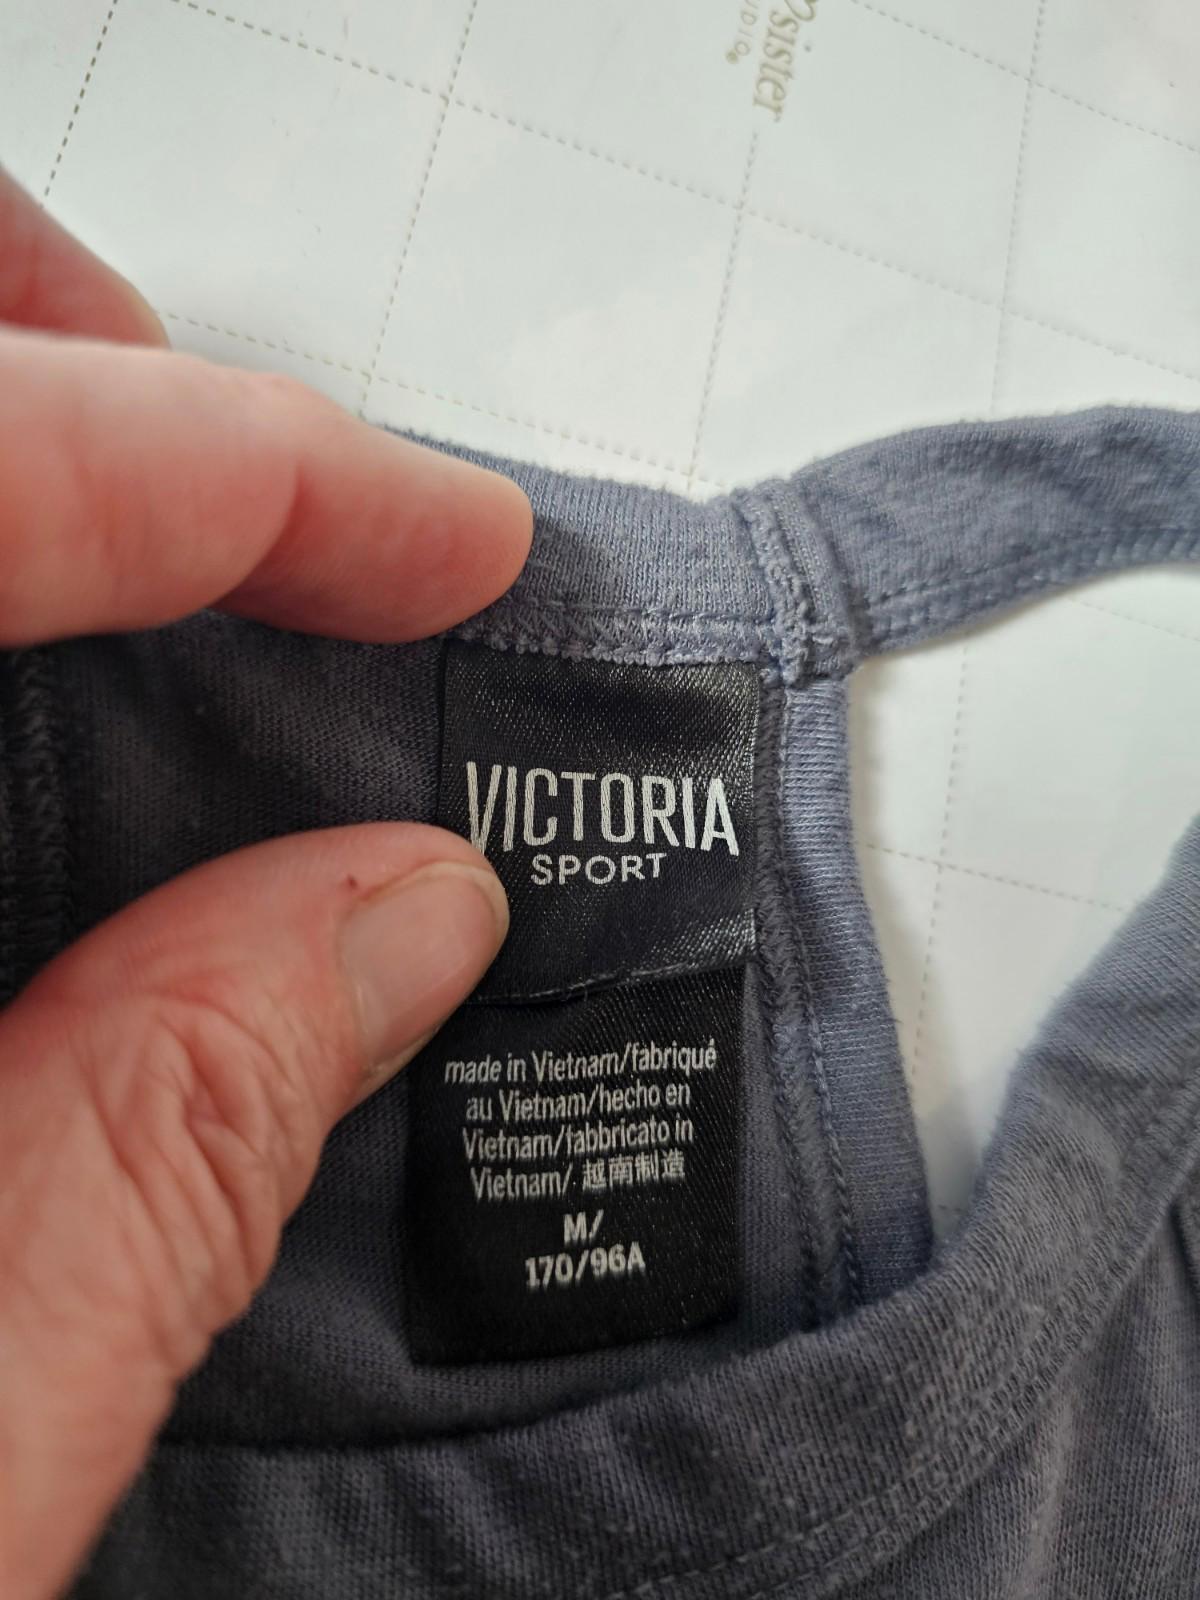 sister
VICTORIA
SPORT
made in Vietnam/fabriqué
au Vietnam/hecho en
Vietnam/fabbricato in
Vietnam/ 越南制造
M/
170/96A